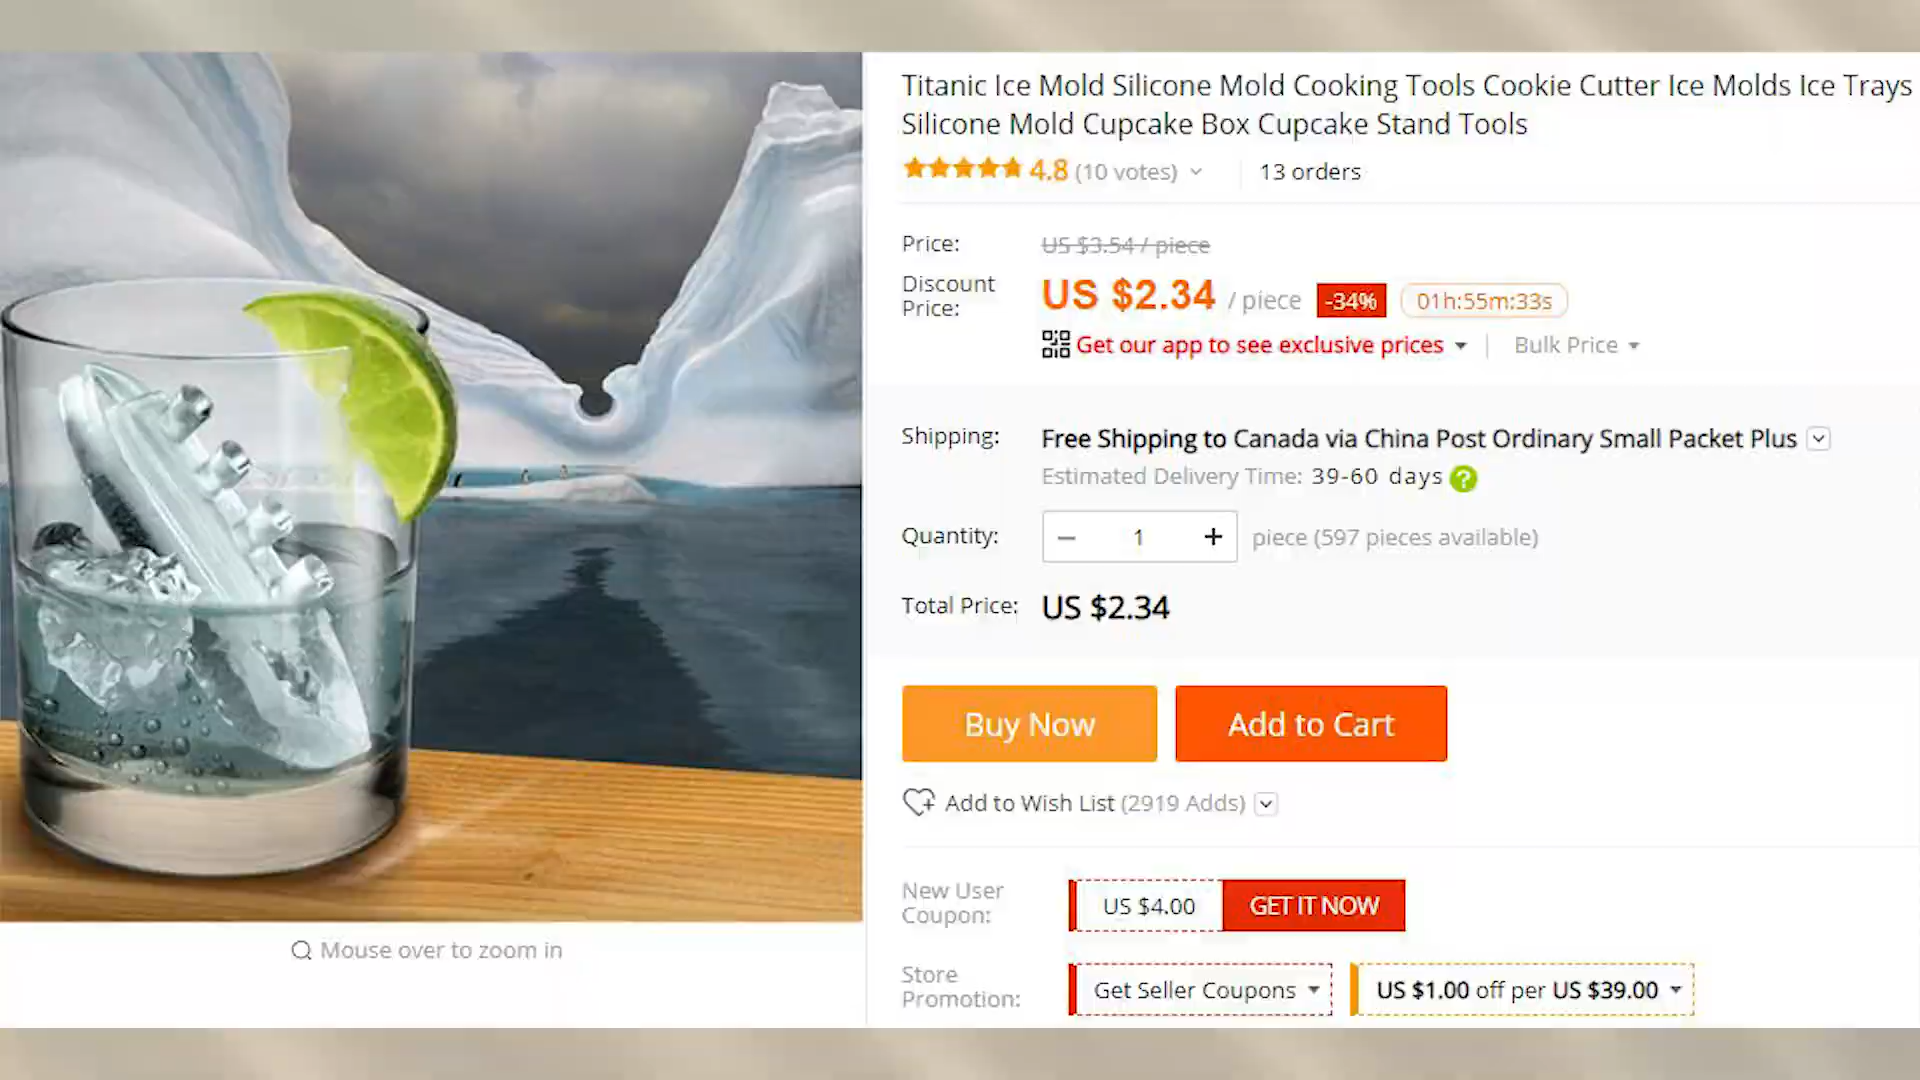 Titanic Ice Mold Silicone Mold Cooking Tools Cookie Cutter Ice Molds Ice Trays
Silicone Mold Cupcake Box Cupcake Stand Tools
4.8 (10 votes)
13 orders
Price: US $3.54 / piece
Discount
Price:
US $2.34 / piece -34% 01h:55m:33s
Get our app to see exclusive prices
Bulk Price
Shipping: Free Shipping to Canada via China Post Ordinary Small Packet Plus
Estimated Delivery Time: 39-60 days ?
Quantity: − 1 + piece (597 pieces available)
Total Price: US $2.34
Buy Now
Add to Cart
Add to Wish List (2919 Adds)
New User
Coupon:
US $4.00 GET IT NOW
Mouse over to zoom in
Store
Promotion:
Get Seller Coupons
US $1.00 off per US $39.00